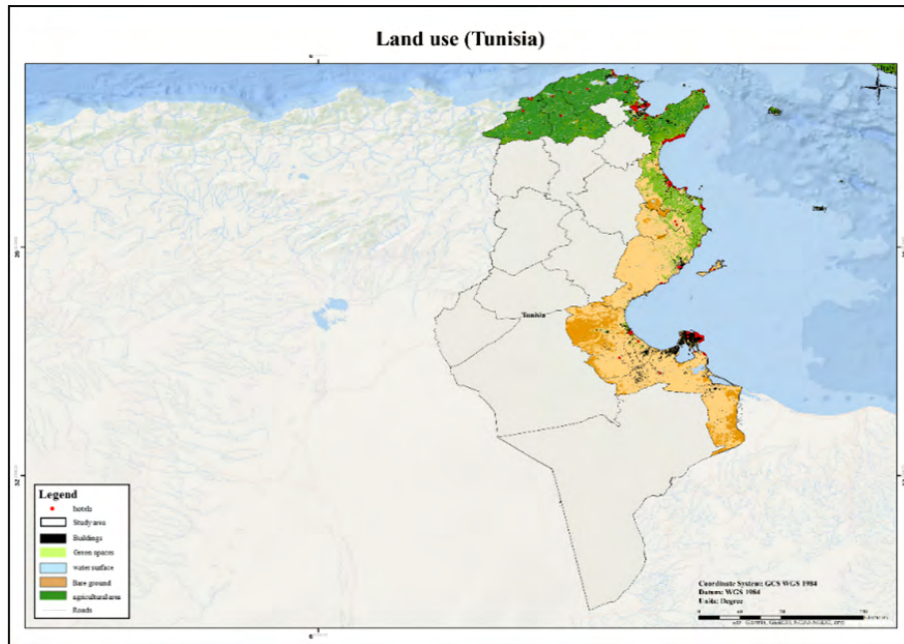 Land use (Tunisia)
Tunisia
Legend
hotels
Study area
Buildings
Green spaces
water surface
Bare ground
agricultural area
Roads
Coordinate System: GCS WGS 1984
Datum: WGS 1984
Units: Degree